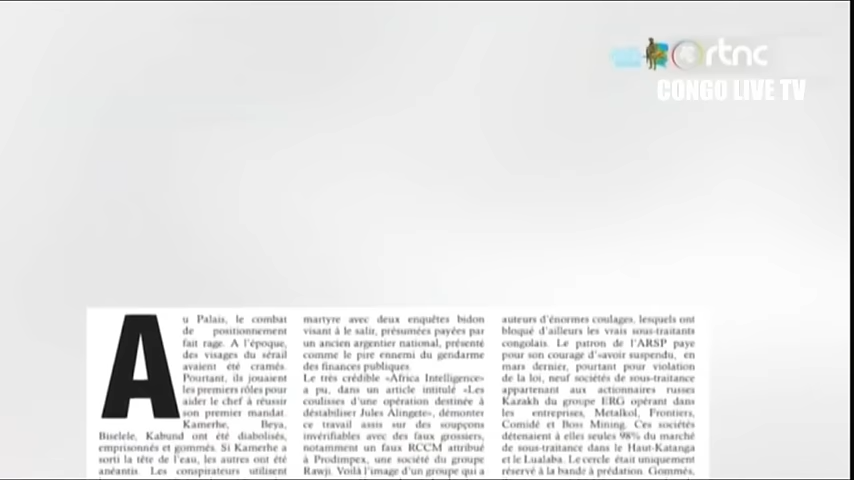 rtnc
CONGO LIVE TV
Au Palais, le combat
de positionnement
fait rage. A l'époque,
des visages du sérail
avaient été cramés.
Pourtant, ils jouaient
les premiers rôles pour
aider le chef à réussir
son premier mandat.
Kamerhe, Beya,
Biselele, Kabund ont été diabolisés,
emprisonnés et gommés. Si Kamerhe a
sorti la tête de l'eau, les autres ont été
anéantis. Les conspirateurs utilisent
martyre avec deux enquêtes bidon
visant à le salir, présumées payées par
un ancien argentier national, présenté
comme le pire ennemi du gendarme
des finances publiques.
Le très crédible «Africa Intelligence»
a pu, dans un article intitulé «Les
coulisses d'une opération destinée à
déstabiliser Jules Alingete», démonter
ce travail assis sur des soupçons
invérifiables avec des faux grossiers,
notamment un faux RCCM attribué
à Prodimpex, une société du groupe
Rawji. Voilà l'image d'un groupe qui a
auteurs d'énormes coulages, lesquels ont
bloqué d'ailleurs les vrais sous-traitants
congolais. Le patron de l'ARSP paye
pour son courage d'«avoir suspendu, en
mars dernier, pourtant pour violation
de la loi, neuf sociétés de sous-traitance
appartenant aux actionnaires russes
Kazakh du groupe ERG opérant dans
les entreprises, Metalkol, Frontiers,
Comidé et Boss Mining. Ces sociétés
détenaient à elles seules 98% du marché
de sous-traitance dans le Haut-Katanga
et le Lualaba. Le cercle était uniquement
réservé à la bande à prédation. Gommés,